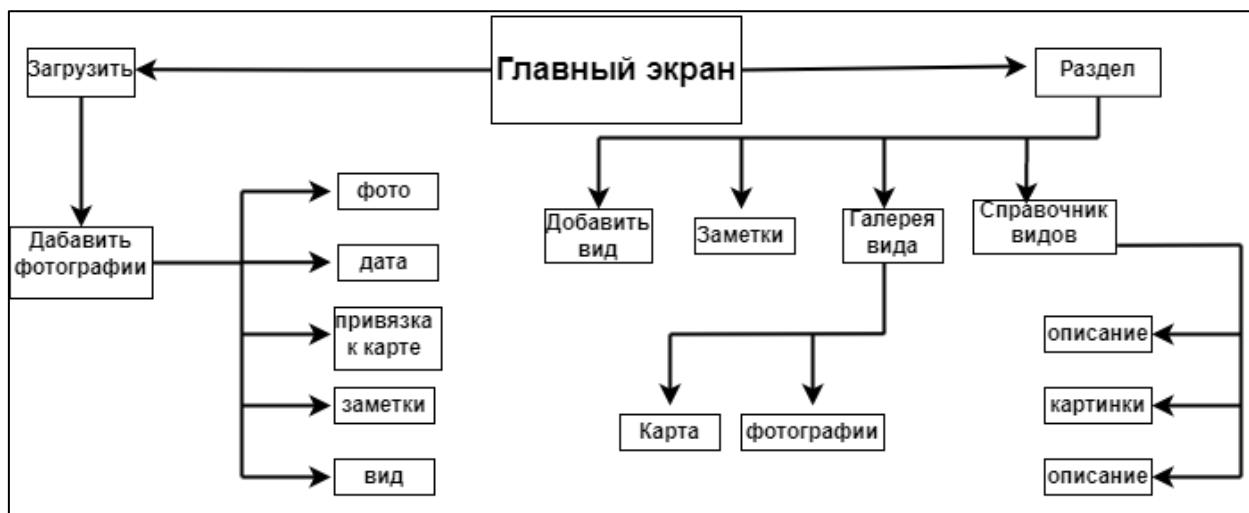 Главный экран
Загрузить
Раздел
Дабавить
фотографии
фото
дата
привязка
к карте
заметки
вид
Добавить
вид
Заметки
Галерея
вида
Справочник
видов
Карта
фотографии
описание
картинки
описание